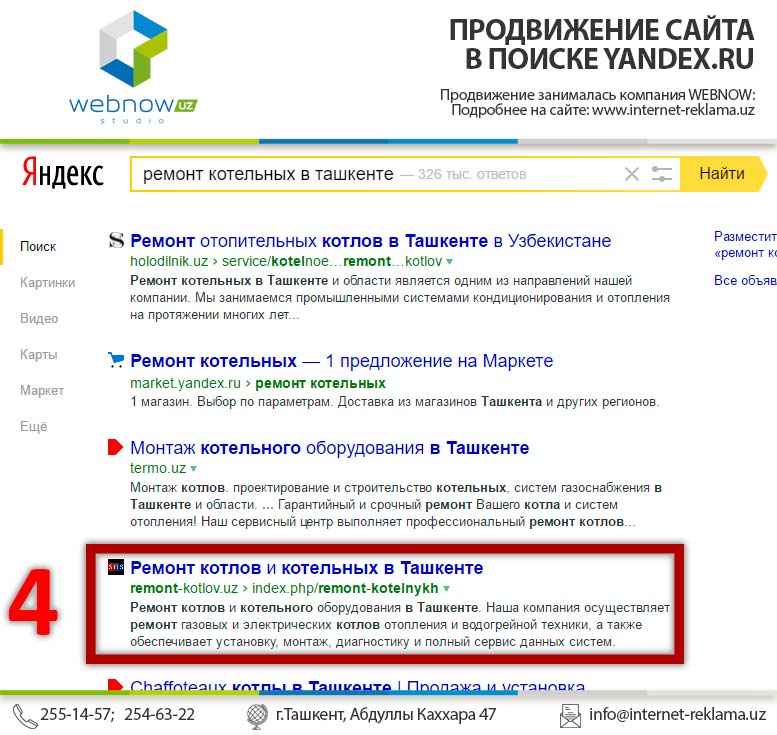 ПРОДВИЖЕНИЕ САЙТА
В ПОИСКЕ YANDEX.RU
webnow uz
studio
Продвижение занималась компания WEBNOW:
Подробнее на сайте: www.internet-reklama.uz
Яндекс
ремонт котельных в ташкенте — 326 тыс. ответов
Найти
Поиск
Картинки
Видео
Карты
Маркет
Ещё
Ремонт отопительных котлов в Ташкенте в Узбекистане
holodilnik.uz › service/kotelnoe…remont…kotlov
Ремонт котельных в Ташкенте и области является одним из направлений нашей
компании. Мы занимаемся промышленными системами кондиционирования и отопления
на протяжении многих лет...
Разместит
«ремонт ко
Все объяв
Ремонт котельных — 1 предложение на Маркете
market.yandex.ru › ремонт котельных
1 магазин. Выбор по параметрам. Доставка из магазинов Ташкента и других регионов.
Монтаж котельного оборудования в Ташкенте
termo.uz
Монтаж котлов. проектирование и строительство котельных, систем газоснабжения в
Ташкенте и области. ... Гарантийный и срочный ремонт Вашего котла и систем
отопления! Наш сервисный центр выполняет профессиональный ремонт котлов...
4
Ремонт котлов и котельных в Ташкенте
remont-kotlov.uz › index.php/remont-kotelnykh
Ремонт котлов и котельного оборудования в Ташкенте. Наша компания осуществляет
ремонт газовых и электрических котлов отопления и водогрейной техники, а также
обеспечивает установку, монтаж, диагностику и полный сервис данных систем.
Chaffoteaux котлы в Ташкенте | Продажа и установка
255-14-57; 254-63-22
г.Ташкент, Абдуллы Каххара 47
info@internet-reklama.uz